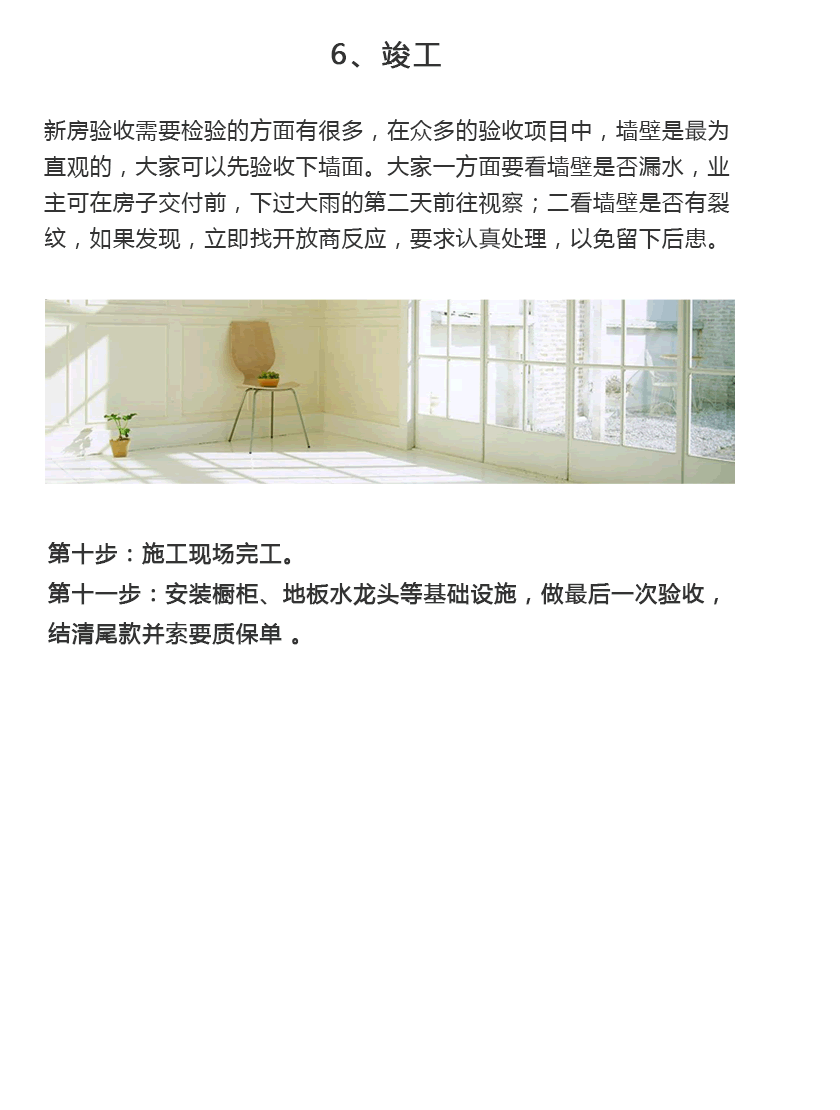 6、竣工
新房验收需要检验的方面有很多，在众多的验收项目中，墙壁是最为
直观的，大家可以先验收下墙面。大家一方面要看墙壁是否漏水，业
主可在房子交付前，下过大雨的第二天前往视察；二看墙壁是否有裂
纹，如果发现，立即找开放商反应，要求认真处理，以免留下后患。
第十步：施工现场完工。
第十一步：安装橱柜、地板水龙头等基础设施，做最后一次验收，
结清尾款并索要质保单 。